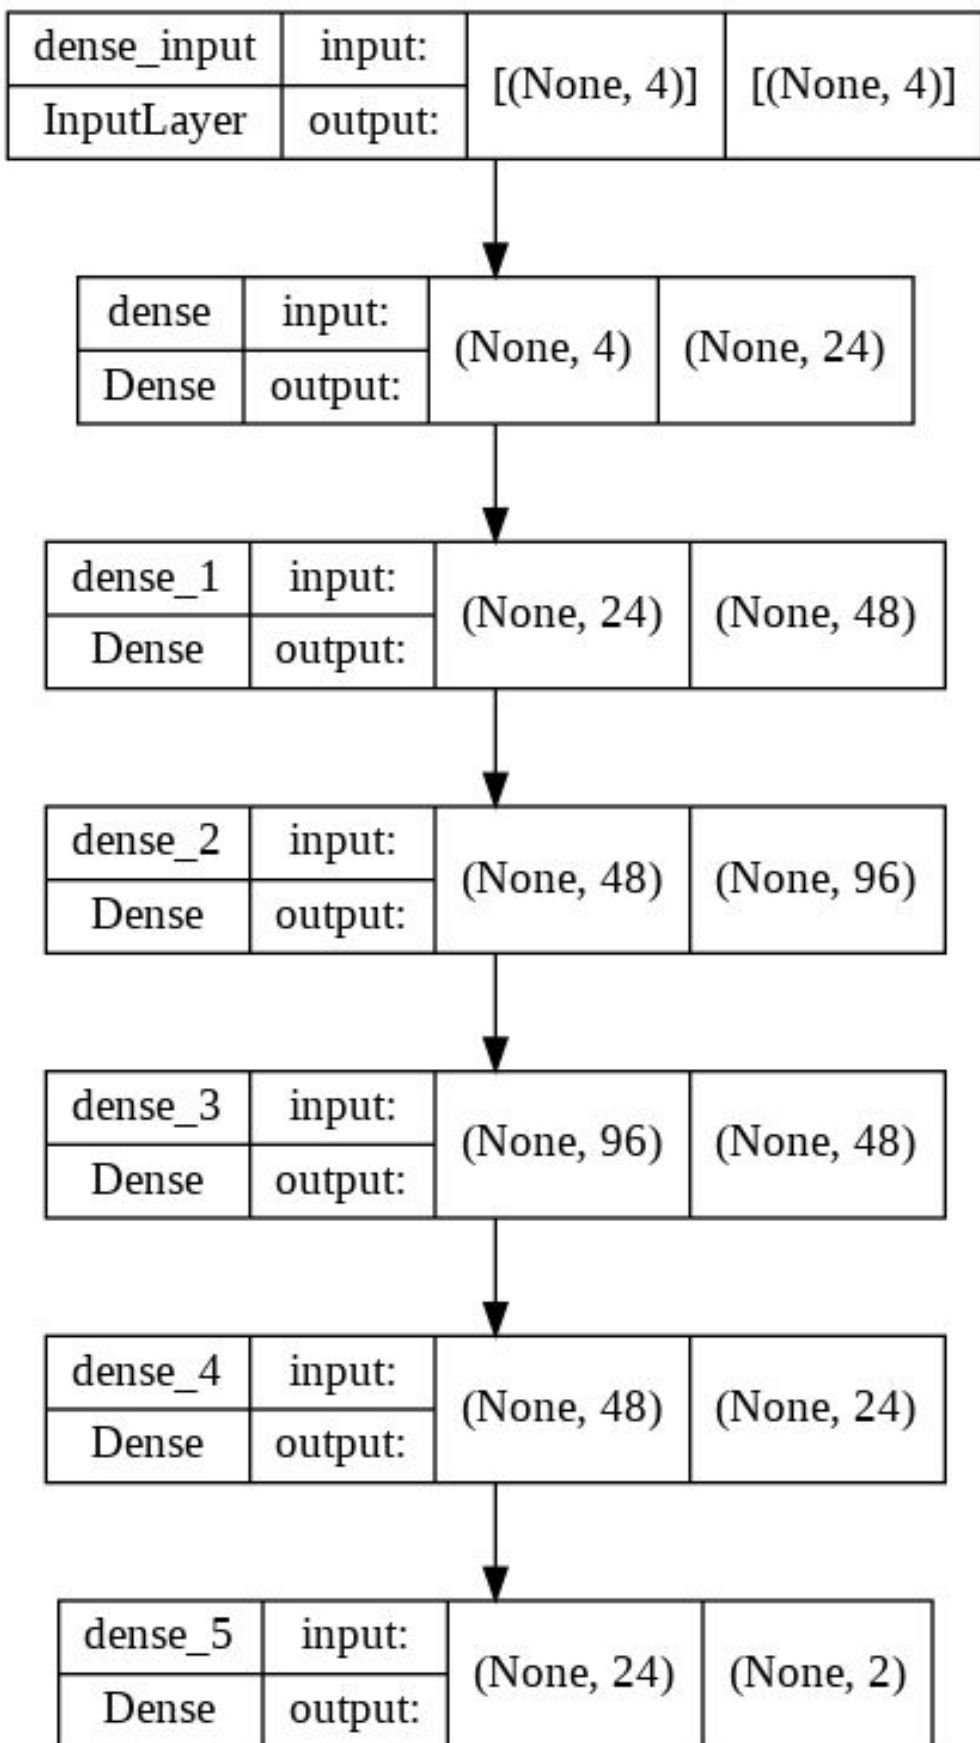 dense_input input: [(None, 4)] [(None, 4)]
InputLayer output:
dense input: (None, 4) (None, 24)
Dense output:
dense_1 input: (None, 24) (None, 48)
Dense output:
dense_2 input: (None, 48) (None, 96)
Dense output:
dense_3 input: (None, 96) (None, 48)
Dense output:
dense_4 input: (None, 48) (None, 24)
Dense output:
dense_5 input: (None, 24) (None, 2)
Dense output: